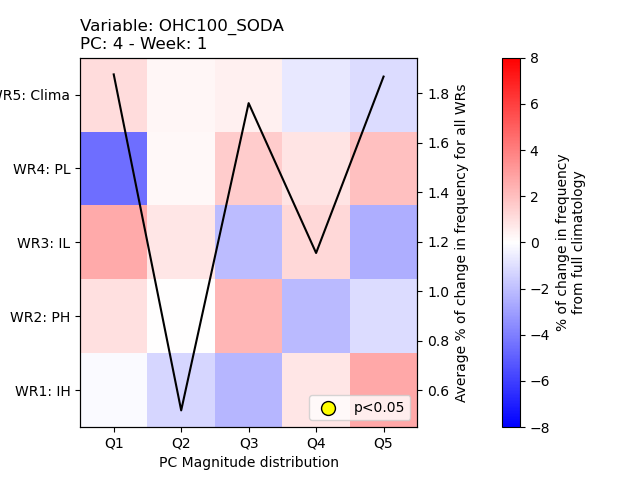 Variable: OHC100_SODA
PC: 4 - Week: 1
WR5: Clima
WR4: PL
WR3: IL
WR2: PH
WR1: IH
Q1 Q2 Q3 Q4 Q5
PC Magnitude distribution
p<0.05
1.8
1.6
1.4
1.2
1.0
0.8
0.6
Average % of change in frequency for all WRs
8
6
4
2
0
−2
−4
−6
−8
% of change in frequency
from full climatology